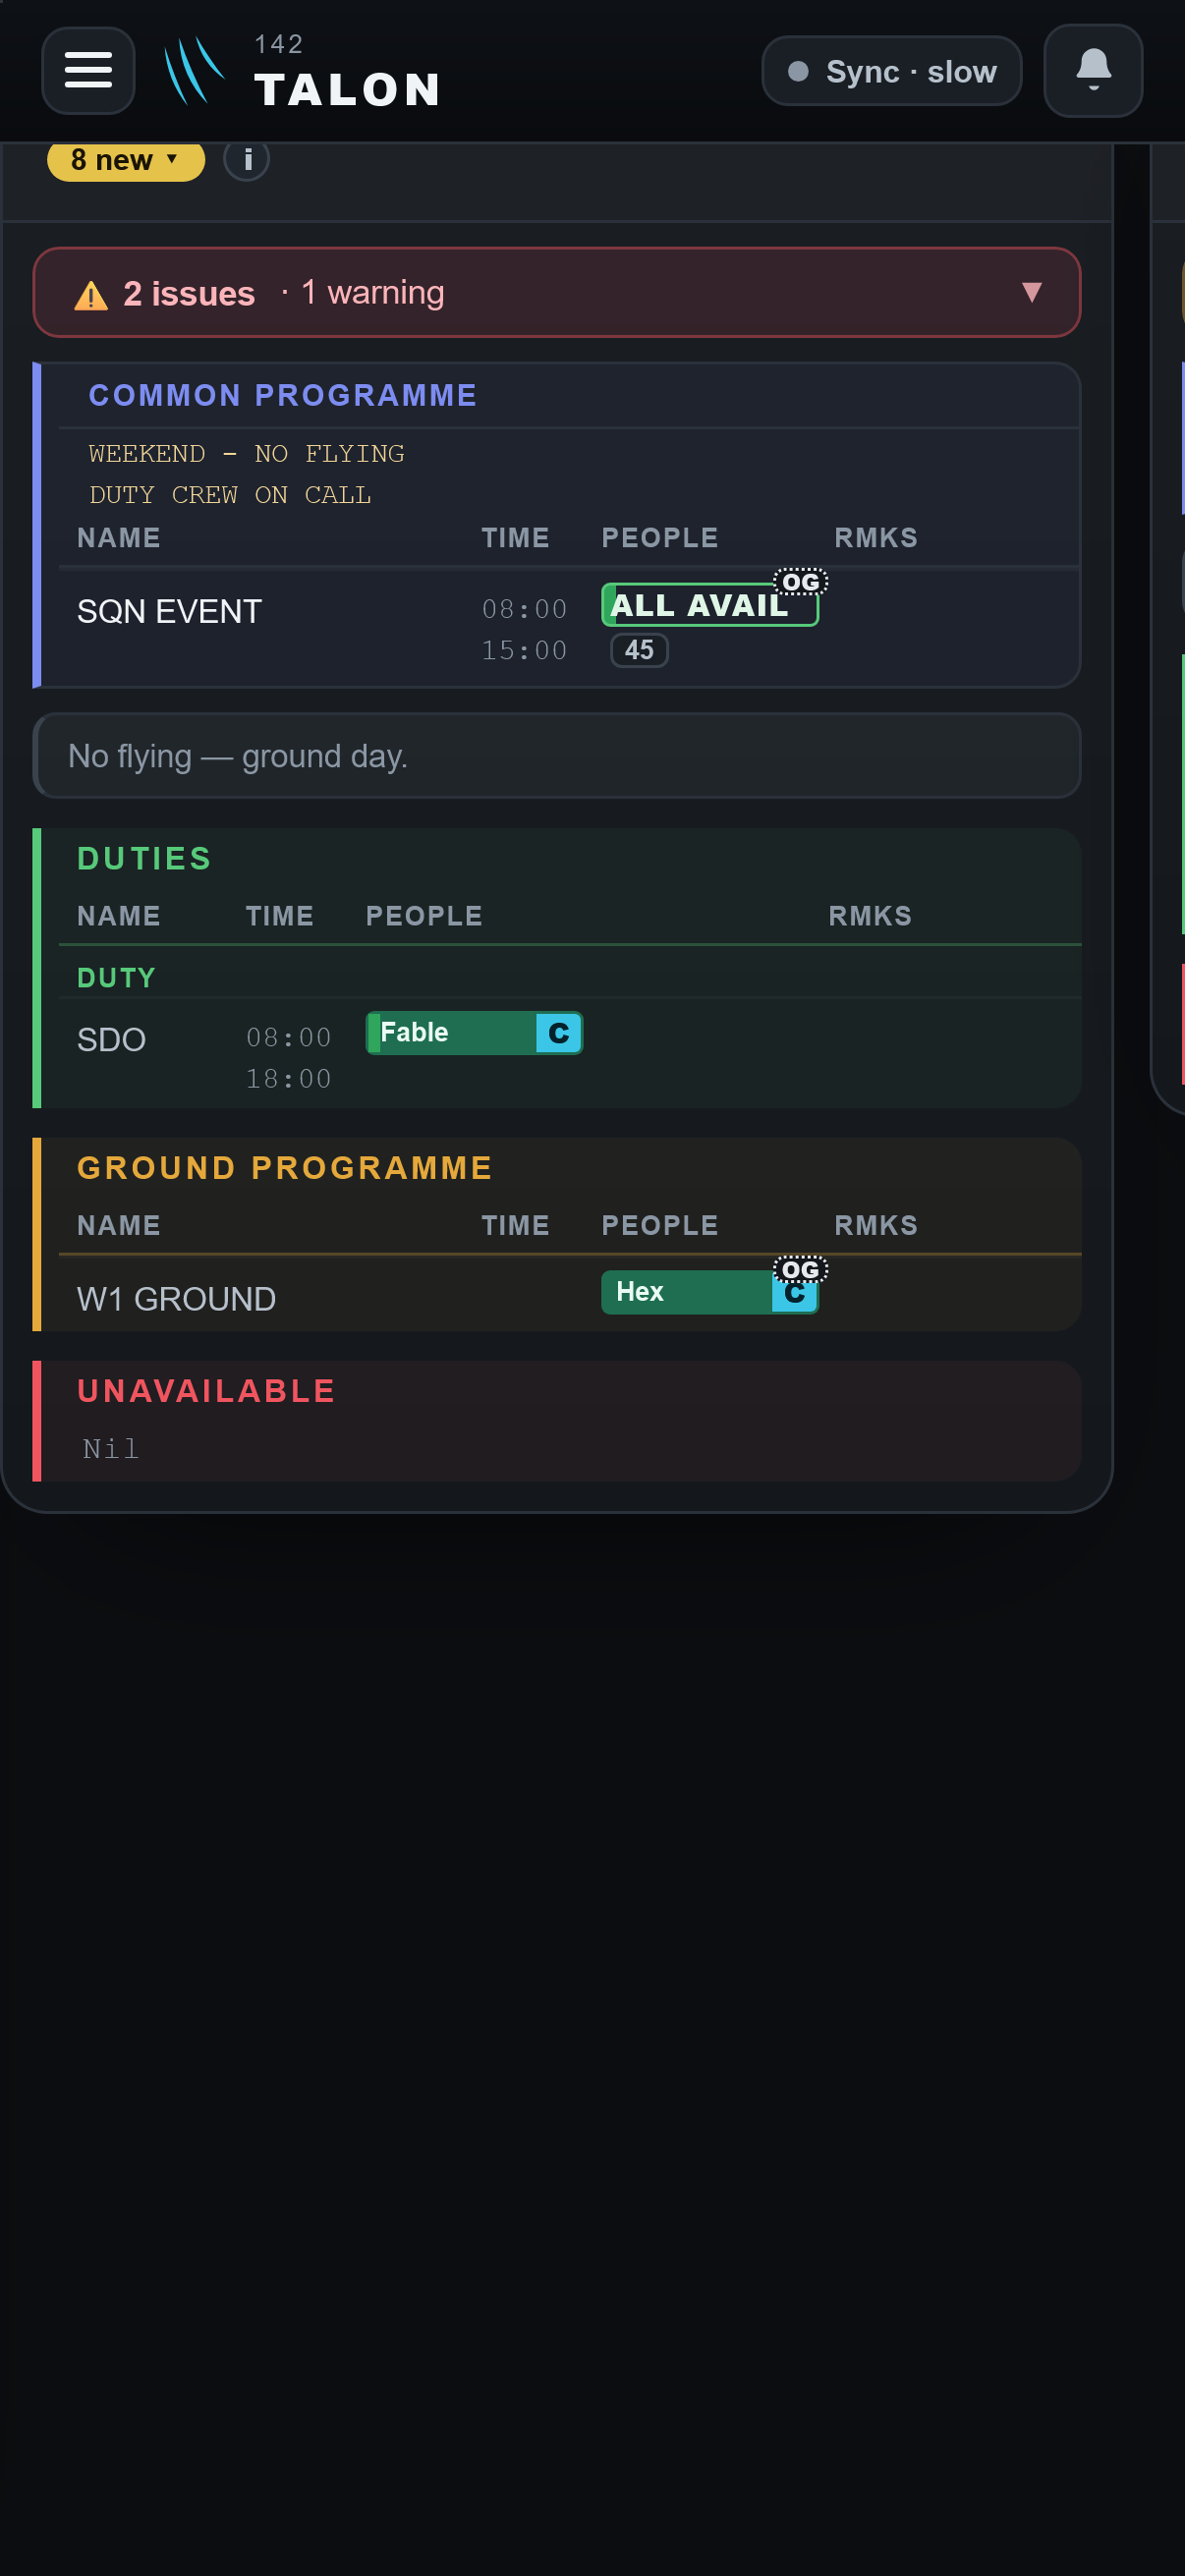 142
TALON
Sync · slow
8 new ▾
i
2 issues · 1 warning ▼
COMMON PROGRAMME
WEEKEND – NO FLYING
DUTY CREW ON CALL
NAME TIME PEOPLE RMKS
OG
SQN EVENT 08:00 ALL AVAIL
15:00 45
No flying — ground day.
DUTIES
NAME TIME PEOPLE RMKS
DUTY
SDO 08:00 Fable C
18:00
GROUND PROGRAMME
NAME TIME PEOPLE RMKS
OG
W1 GROUND Hex C
UNAVAILABLE
Nil